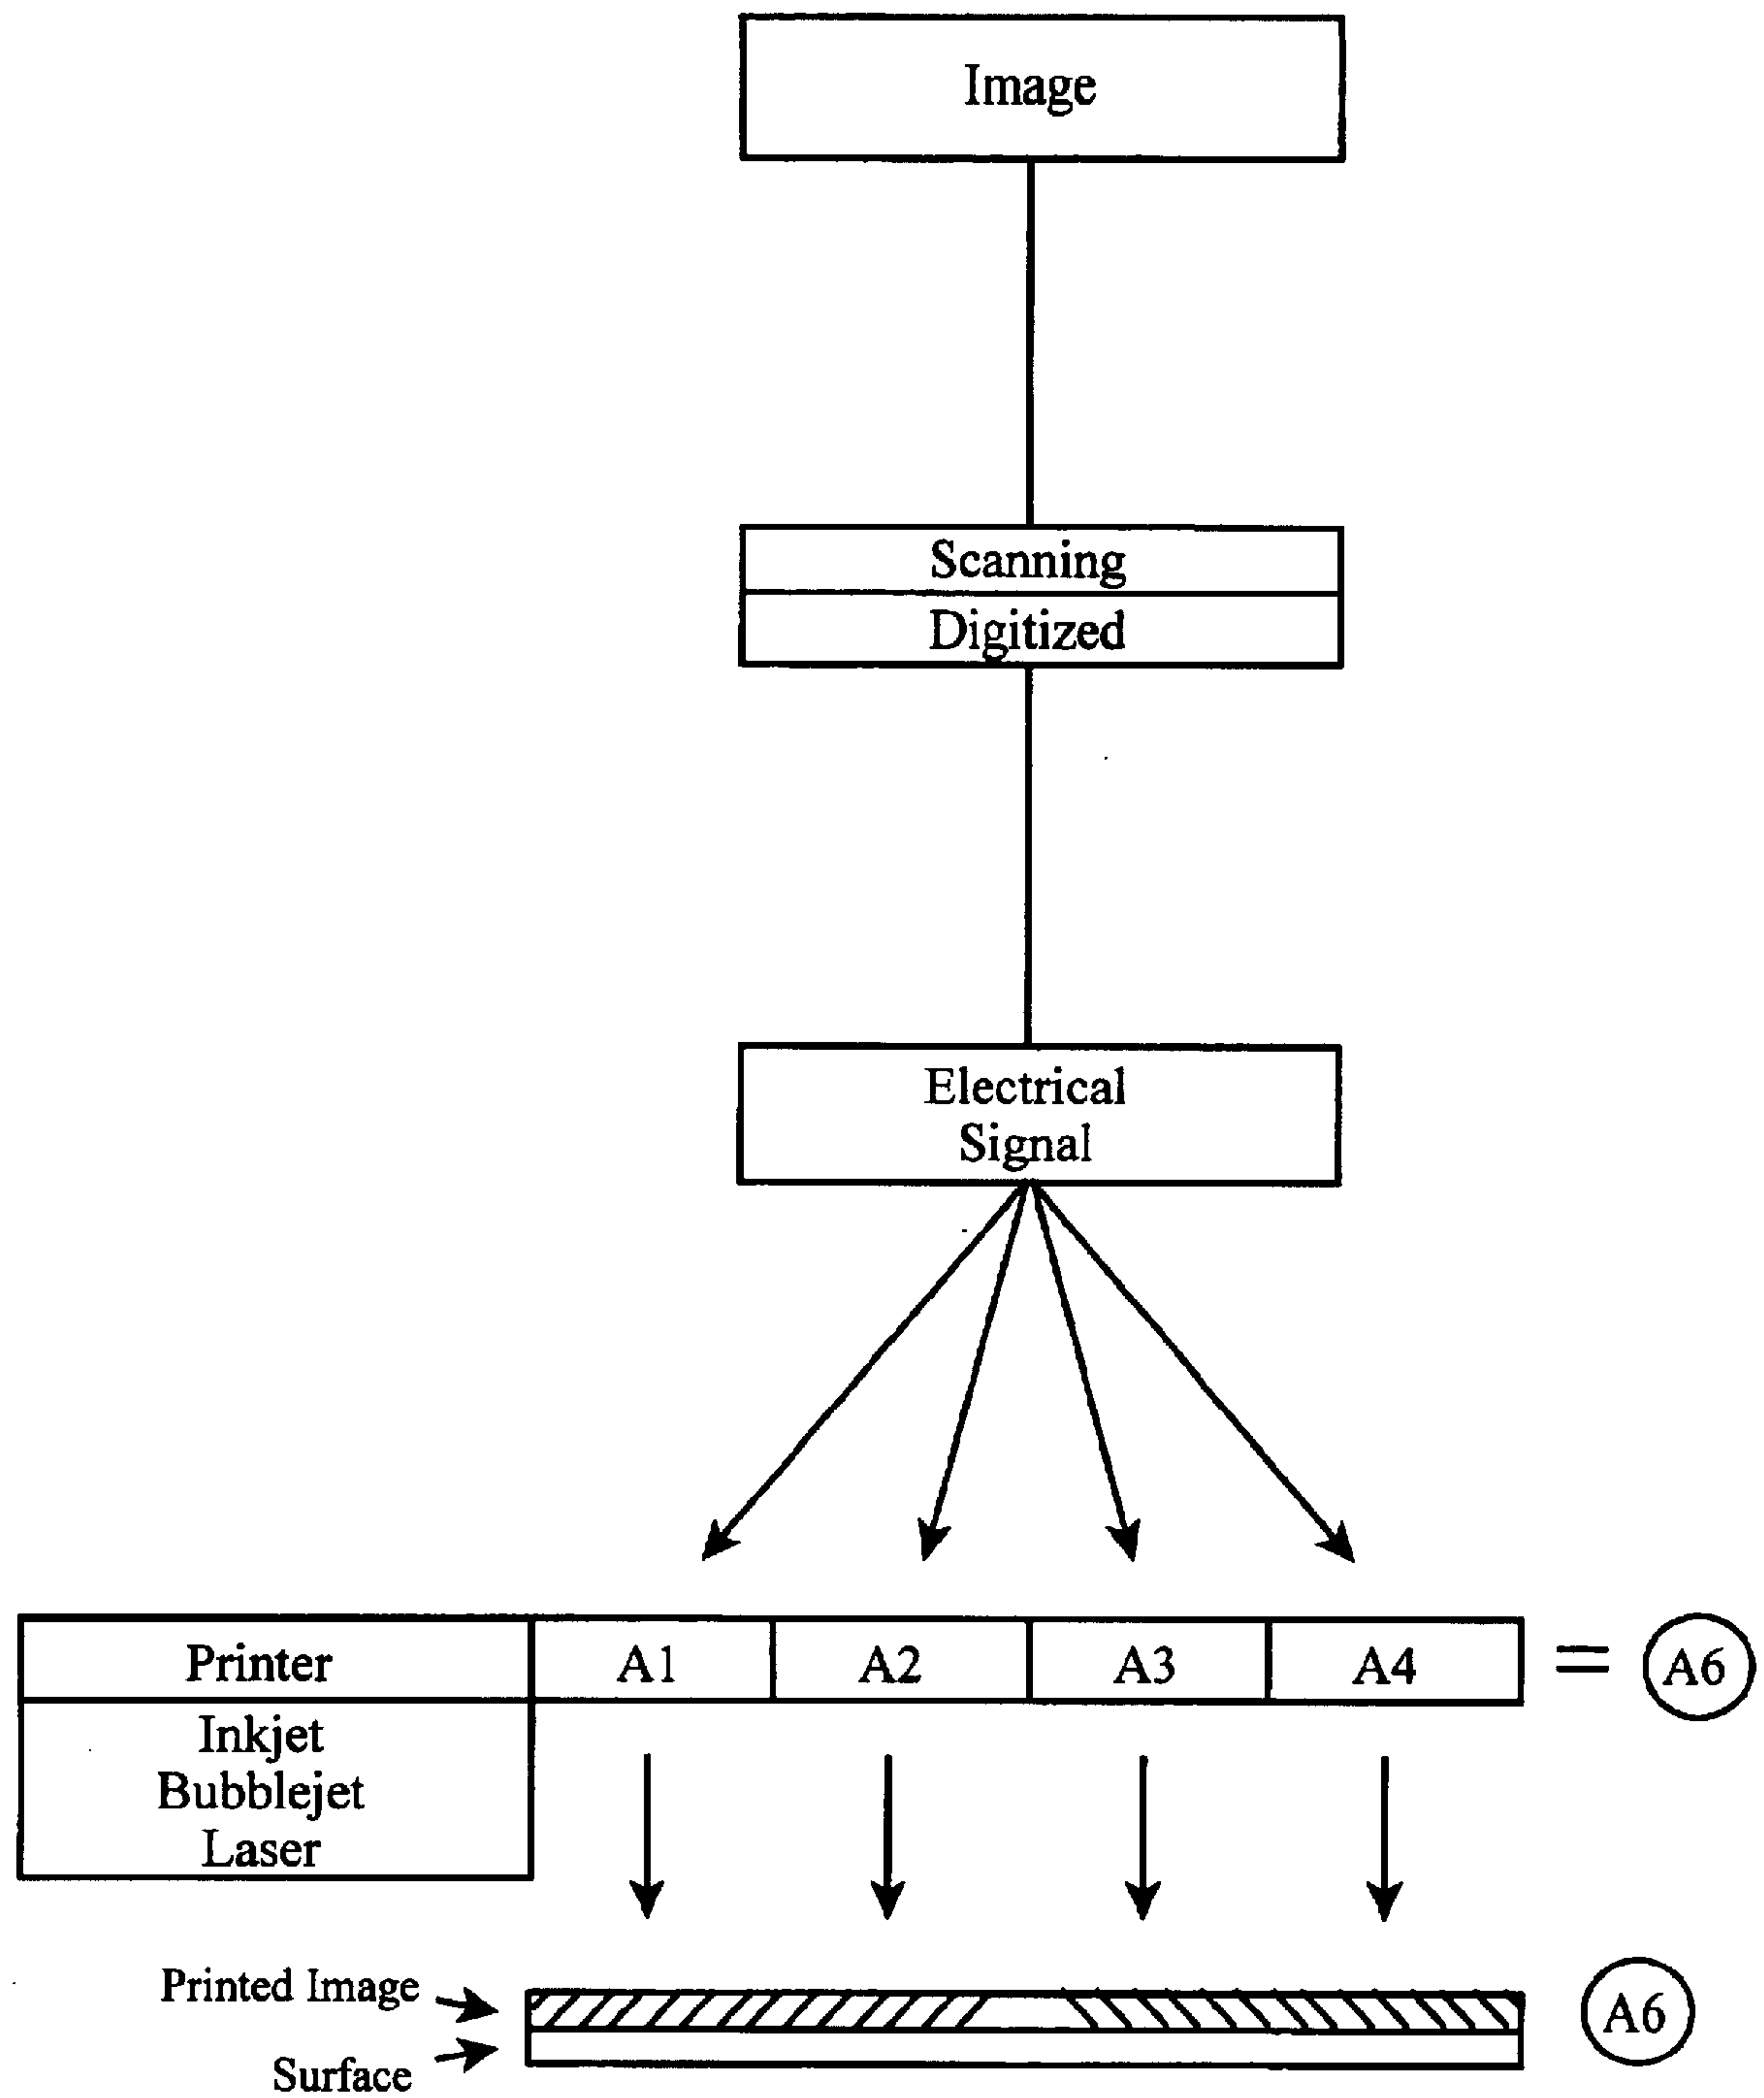 Image
Scanning
Digitized
Electrical
Signal
Printer A1 A2 A3 A4 = A6
Inkjet
Bubblejet
Laser
Printed Image
A6
Surface